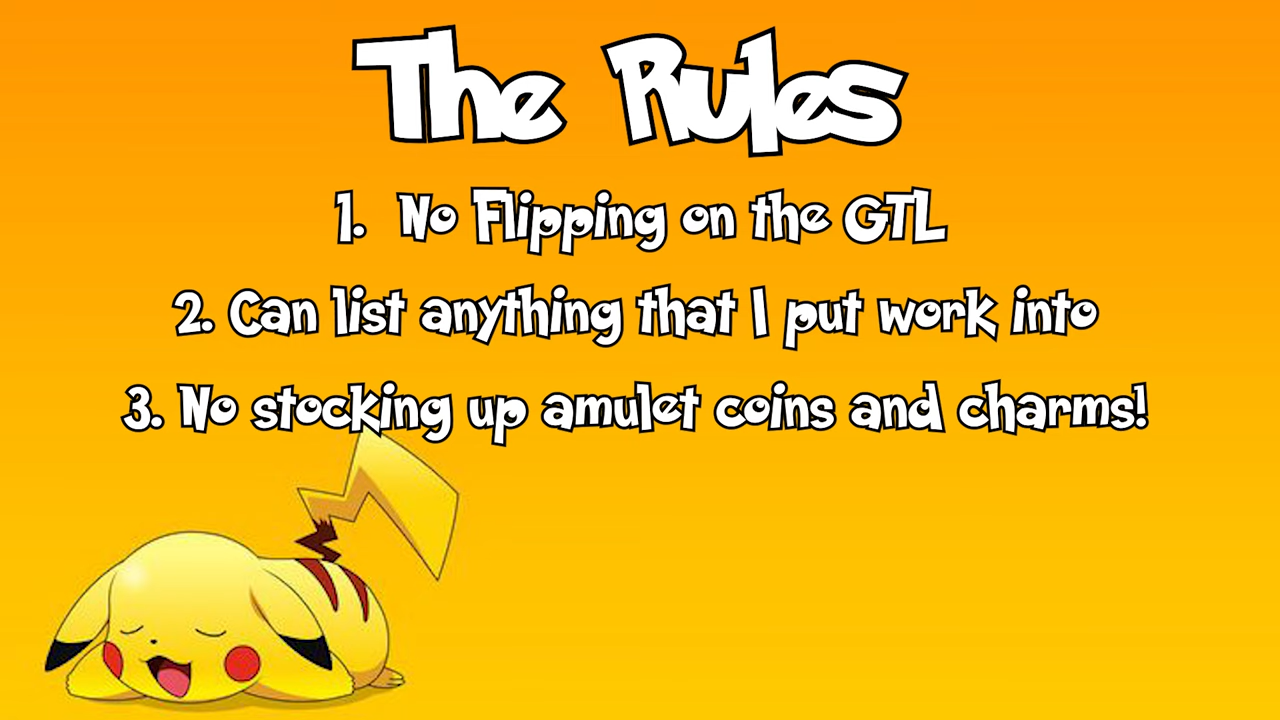 The Rules
1. No Flipping on the GTL
2. Can list anything that I put work into
3. No stocking up amulet coins and charms!